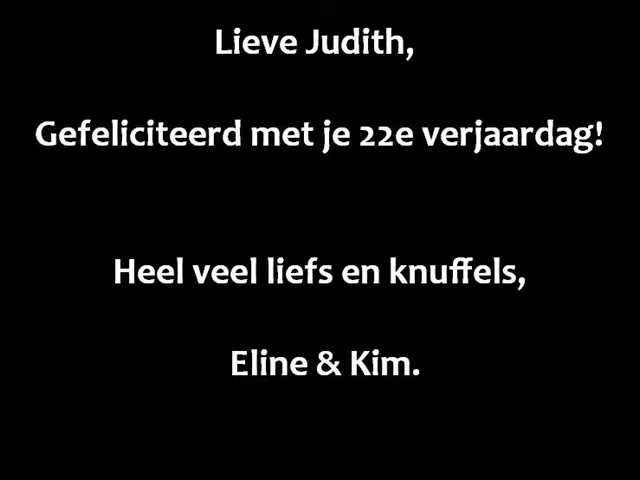 Lieve Judith,
Gefeliciteerd met je 22e verjaardag!
Heel veel liefs en knuffels,
Eline & Kim.